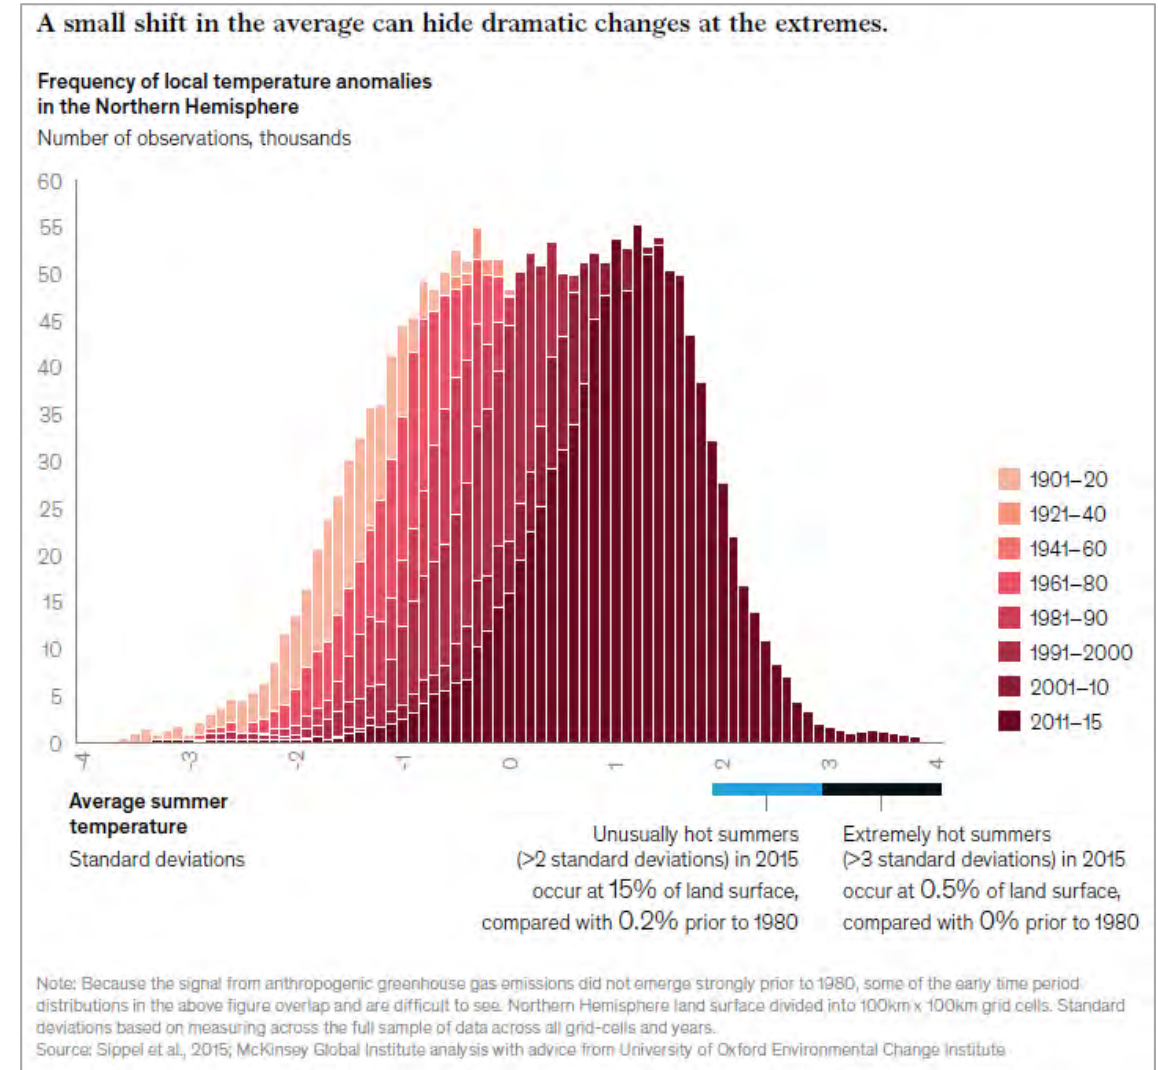 A small shift in the average can hide dramatic changes at the extremes.
Frequency of local temperature anomalies
in the Northern Hemisphere
Number of observations, thousands
60
55
50
45
40
35
30
25
20
15
10
5
0
-4
-3
-2
-1
0
1
2
3
4
1901–20
1921–40
1941–60
1961–80
1981–90
1991–2000
2001–10
2011–15
Average summer
temperature
Standard deviations
Unusually hot summers
(>2 standard deviations) in 2015
occur at 15% of land surface,
compared with 0.2% prior to 1980
Extremely hot summers
(>3 standard deviations) in 2015
occur at 0.5% of land surface,
compared with 0% prior to 1980
Note: Because the signal from anthropogenic greenhouse gas emissions did not emerge strongly prior to 1980, some of the early time period
distributions in the above figure overlap and are difficult to see. Northern Hemisphere land surface divided into 100km x 100km grid cells. Standard
deviations based on measuring across the full sample of data across all grid-cells and years.
Source: Sippel et al., 2015; McKinsey Global Institute analysis with advice from University of Oxford Environmental Change Institute